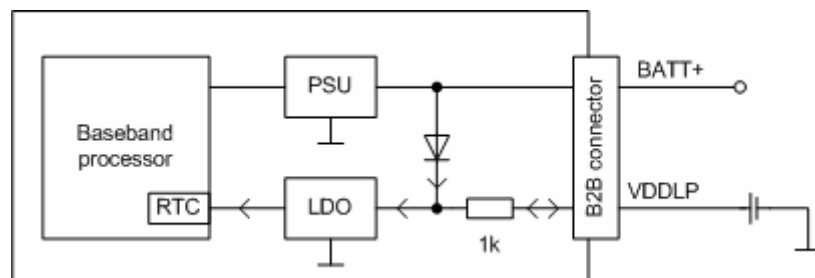 BATT+
PSU
Baseband
processor
B2B connector
VDDLP
RTC
LDO
1k